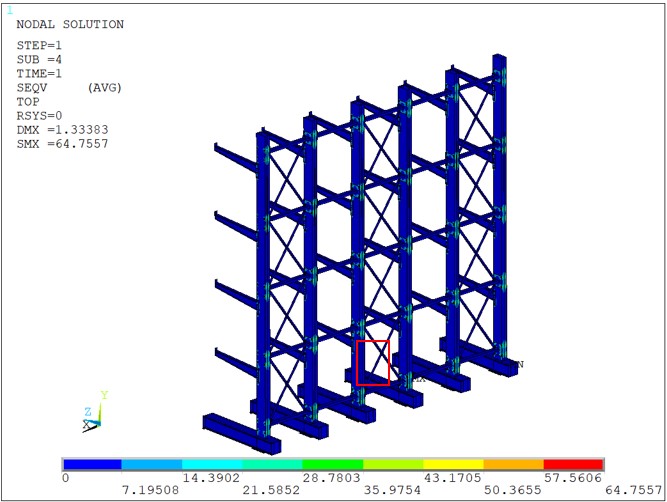 1
NODAL SOLUTION
STEP=1
SUB =4
TIME=1
SEQV (AVG)
TOP
RSYS=0
DMX =1.33383
SMX =64.7557
Y
Z
X
0 14.3902 28.7803 43.1705 57.5606
7.19508 21.5852 35.9754 50.3655 64.7557